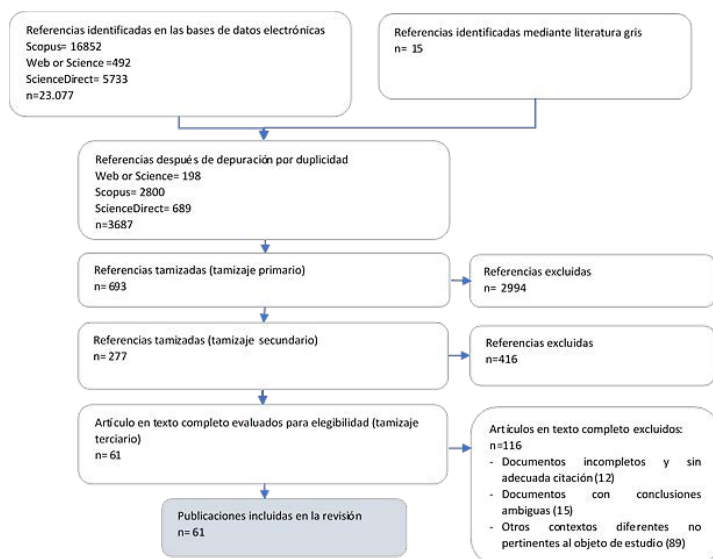 Referencias identificadas en las bases de datos electrónicas
Scopus= 16852
Web or Science =492
ScienceDirect= 5733
n=23.077
Referencias identificadas mediante literatura gris
n= 15
Referencias después de depuración por duplicidad
Web or Science= 198
Scopus= 2800
ScienceDirect= 689
n=3687
Referencias tamizadas (tamizaje primario)
n= 693
Referencias excluidas
n= 2994
Referencias tamizadas (tamizaje secundario)
n= 277
Referencias excluidas
n=416
Artículo en texto completo evaluados para elegibilidad (tamizaje
terciario)
n= 61
Artículos en texto completo excluidos:
n=116
- Documentos incompletos y sin
adecuada citación (12)
- Documentos con conclusiones
ambiguas (15)
- Otros contextos diferentes no
pertinentes al objeto de estudio (89)
Publicaciones incluidas en la revisión
n= 61